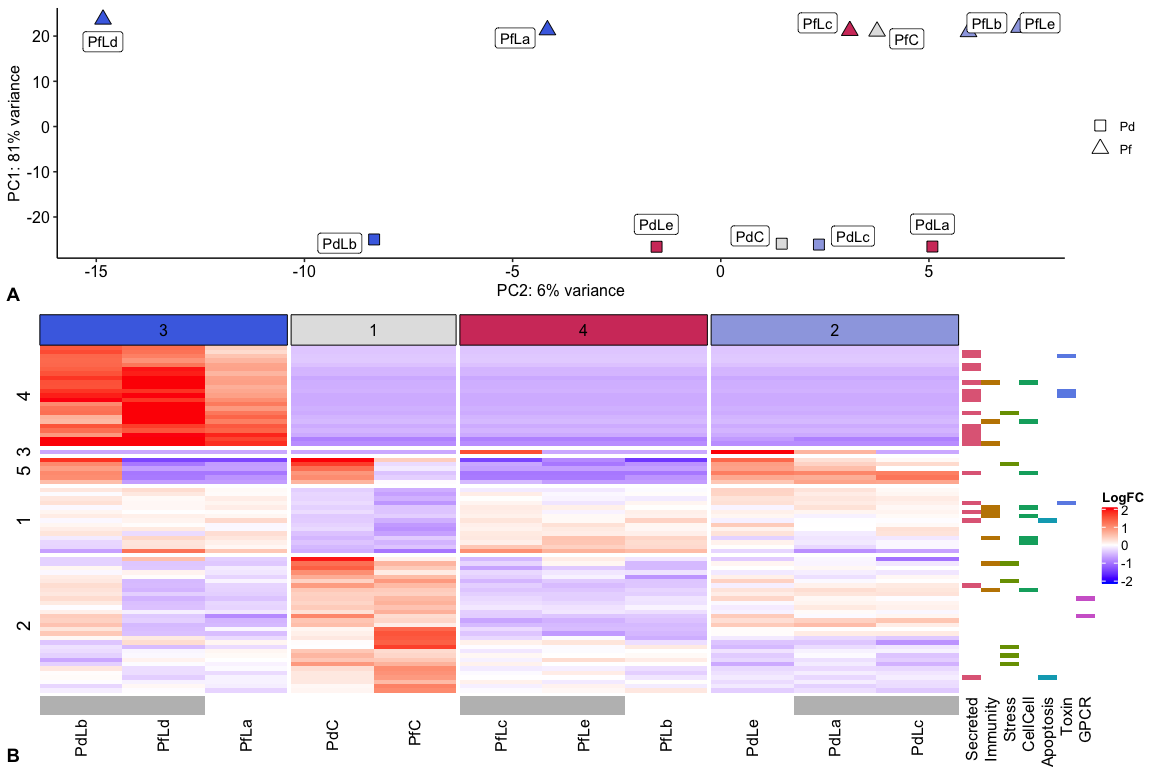 20
10
0
-10
-20
PC1: 81% variance
PfLd
PfLa
PfLc
PfC
PfLb
PfLe
PdLb
PdLe
PdC
PdLc
PdLa
Pd
Pf
-15
-10
-5
0
5
PC2: 6% variance
A
3
1
4
2
4
3
5
1
2
LogFC
2
1
0
-1
-2
PdLb
PfLd
PfLa
PdC
PfC
PfLc
PfLe
PfLb
PdLe
PdLa
PdLc
Secreted
Immunity
Stress
CellCell
Apoptosis
Toxin
GPCR
B